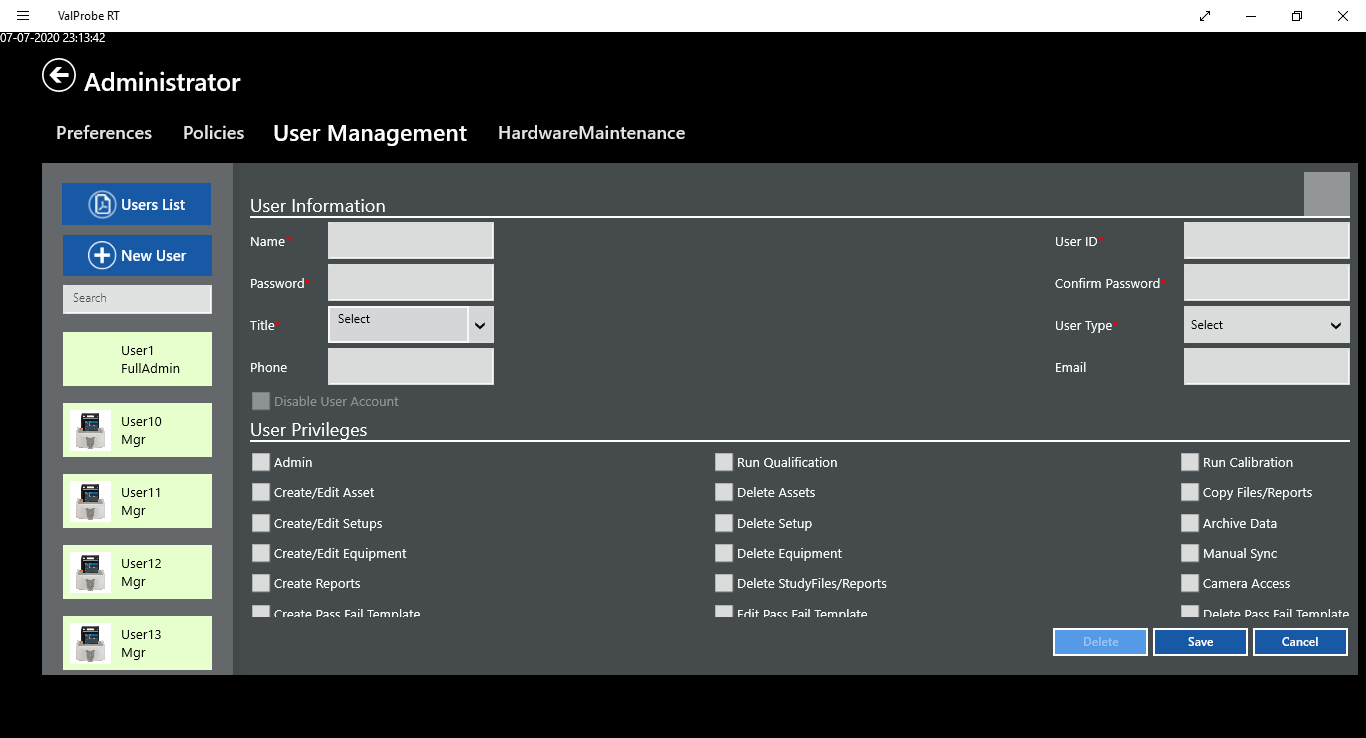 ValProbe RT
07-07-2020 23:13:42
Administrator
Preferences Policies User Management HardwareMaintenance
Users List
New User
Search
User1
FullAdmin
User10
Mgr
User11
Mgr
User12
Mgr
User13
Mgr
User Information
Name* User ID*
Password* Confirm Password*
Title* Select User Type* Select
Phone Email
Disable User Account
User Privileges
Admin Run Qualification Run Calibration
Create/Edit Asset Delete Assets Copy Files/Reports
Create/Edit Setups Delete Setup Archive Data
Create/Edit Equipment Delete Equipment Manual Sync
Create Reports Delete StudyFiles/Reports Camera Access
Create Pass Fail Template Edit Pass Fail Template Delete Pass Fail Template
Delete Save Cancel